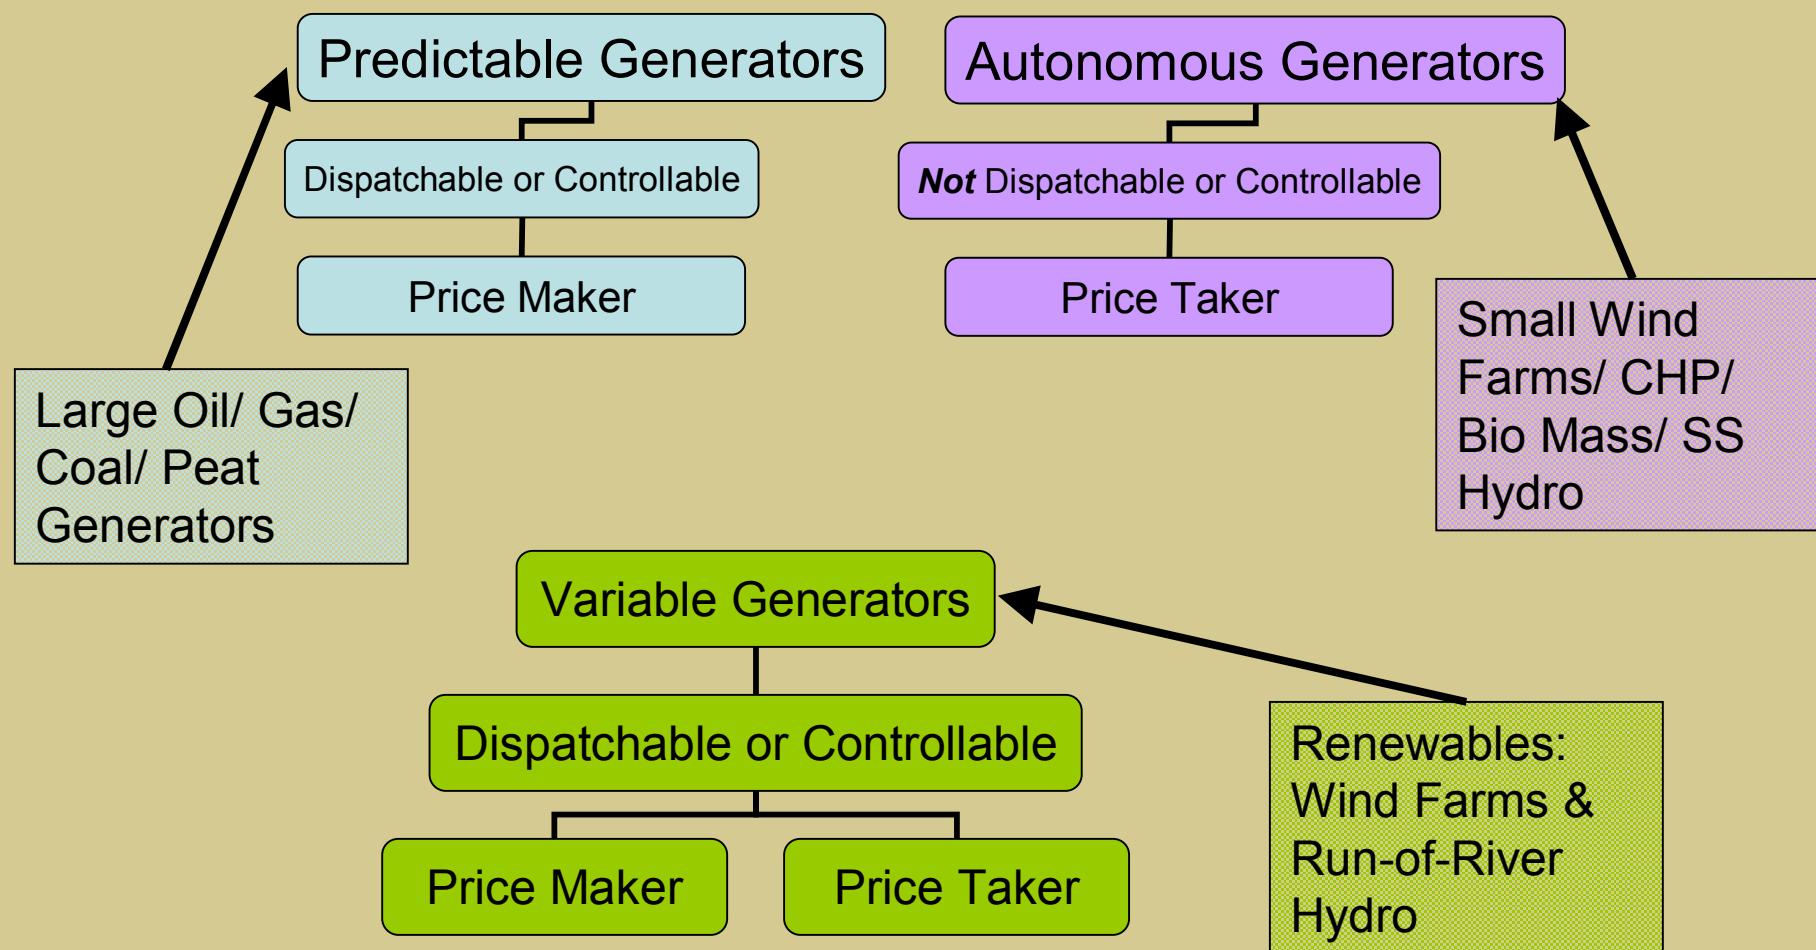 Predictable Generators
Dispatchable or Controllable
Price Maker
Large Oil/ Gas/
Coal/ Peat
Generators
Autonomous Generators
Not Dispatchable or Controllable
Price Taker
Small Wind
Farms/ CHP/
Bio Mass/ SS
Hydro
Variable Generators
Dispatchable or Controllable
Price Maker
Price Taker
Renewables:
Wind Farms &
Run-of-River
Hydro